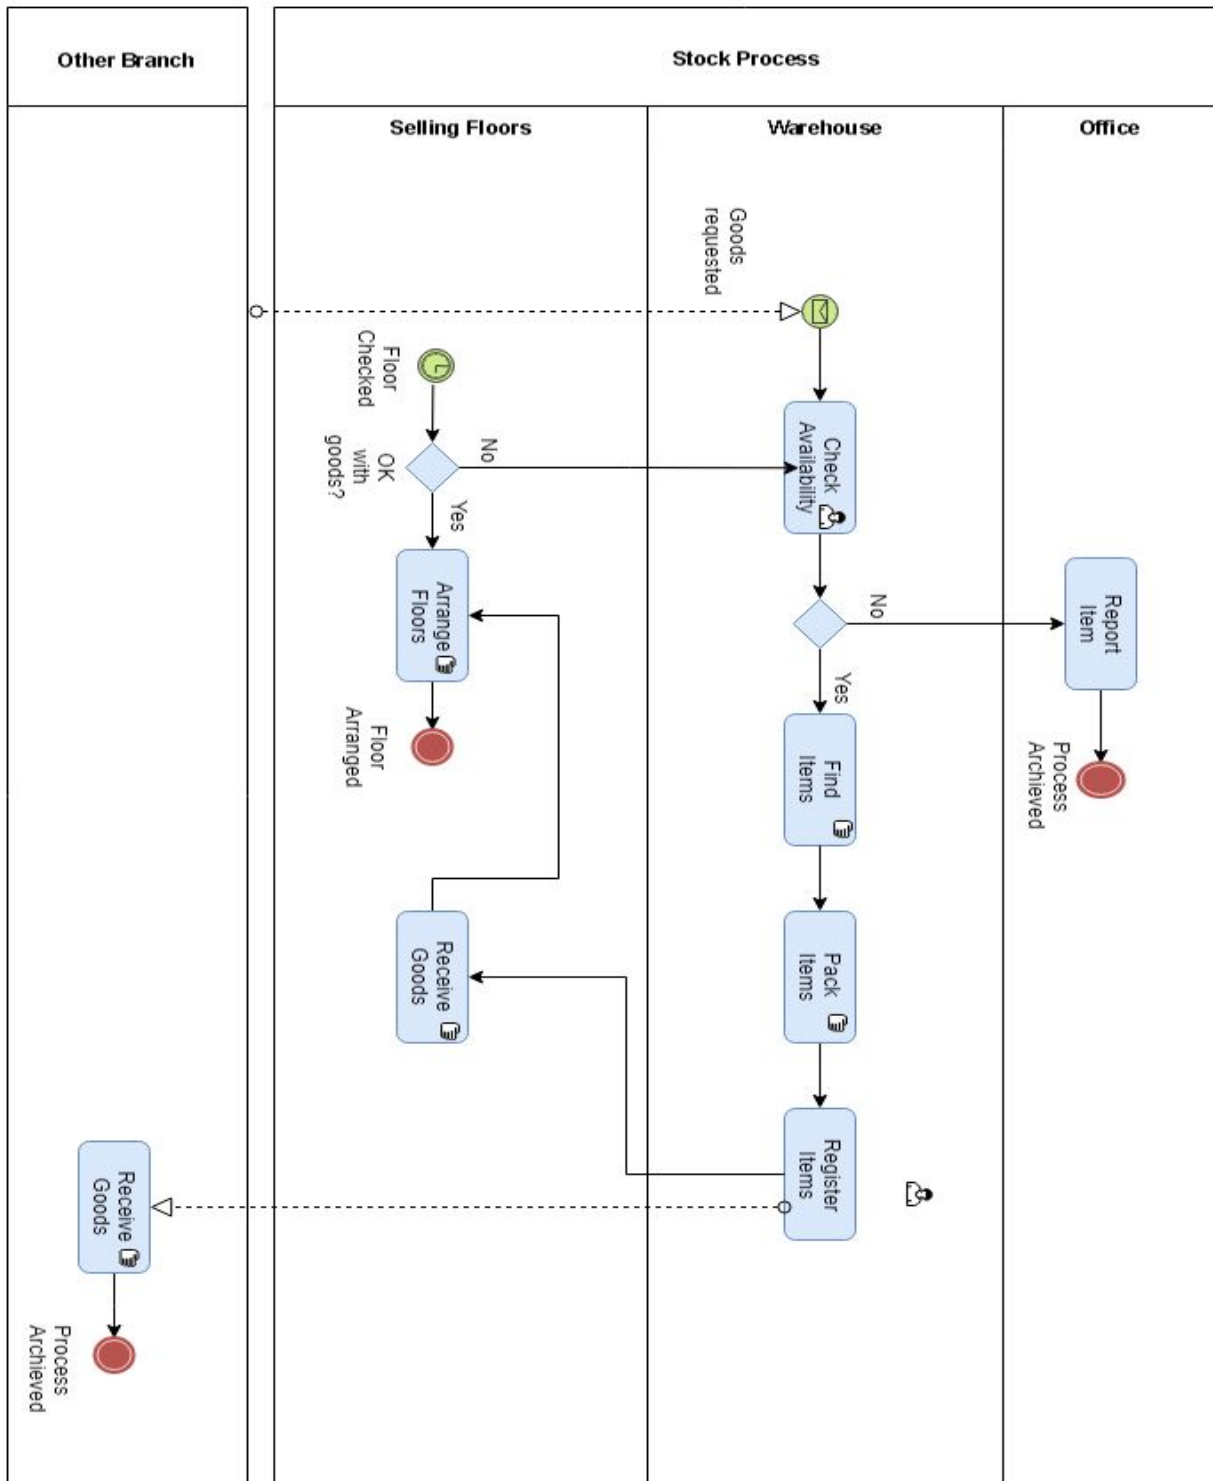 Other Branch
Stock Process
Selling Floors
Warehouse
Office
Goods
requested
Floor
Checked
OK
with
goods?
No
Yes
Check
Availability
Arrange
Floors
Floor
Arranged
No
Yes
Report
Item
Process
Archieved
Find
Items
Pack
Items
Receive
Goods
Register
Items
Receive
Goods
Process
Archieved